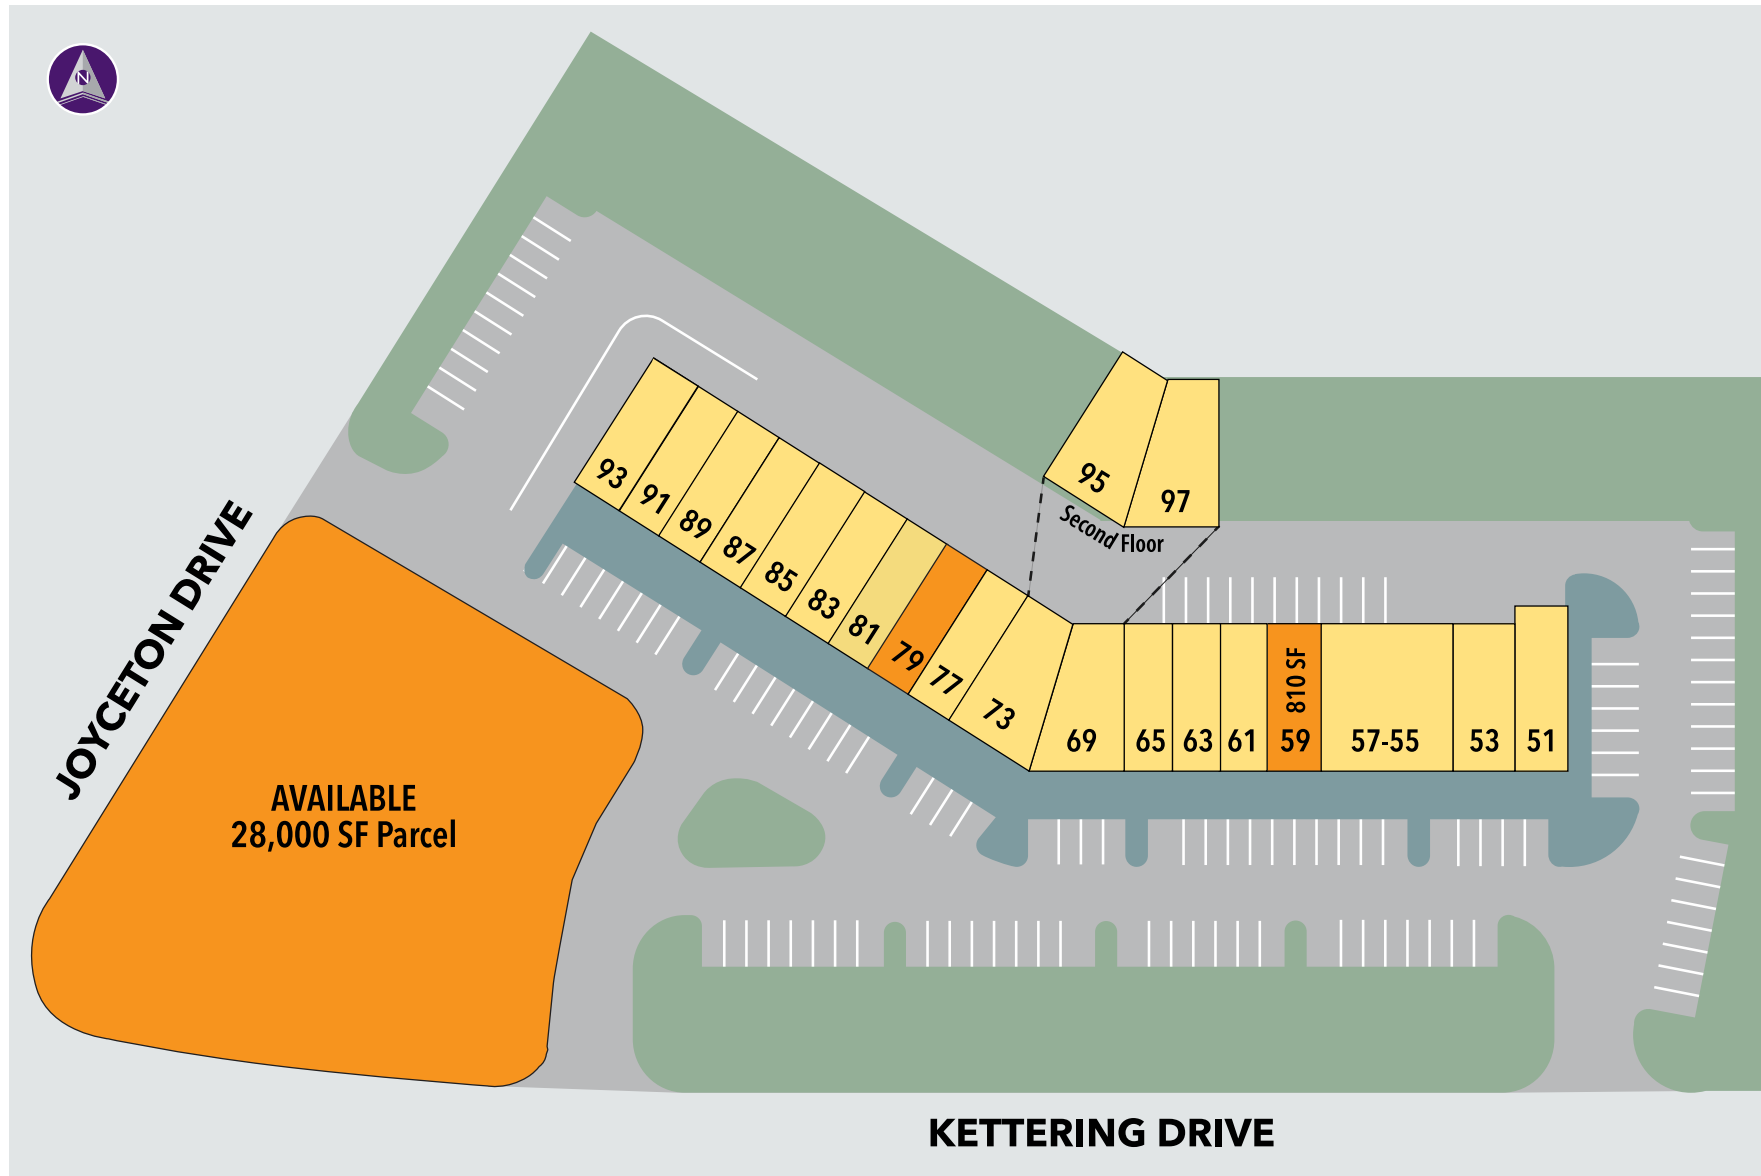 N
JOYCETON DRIVE
AVAILABLE
28,000 SF Parcel
93
91
89
87
85
83
81
79
77
73
95
97
Second Floor
69
65
63
61
810 SF
59
57-55
53
51
KETTERING DRIVE